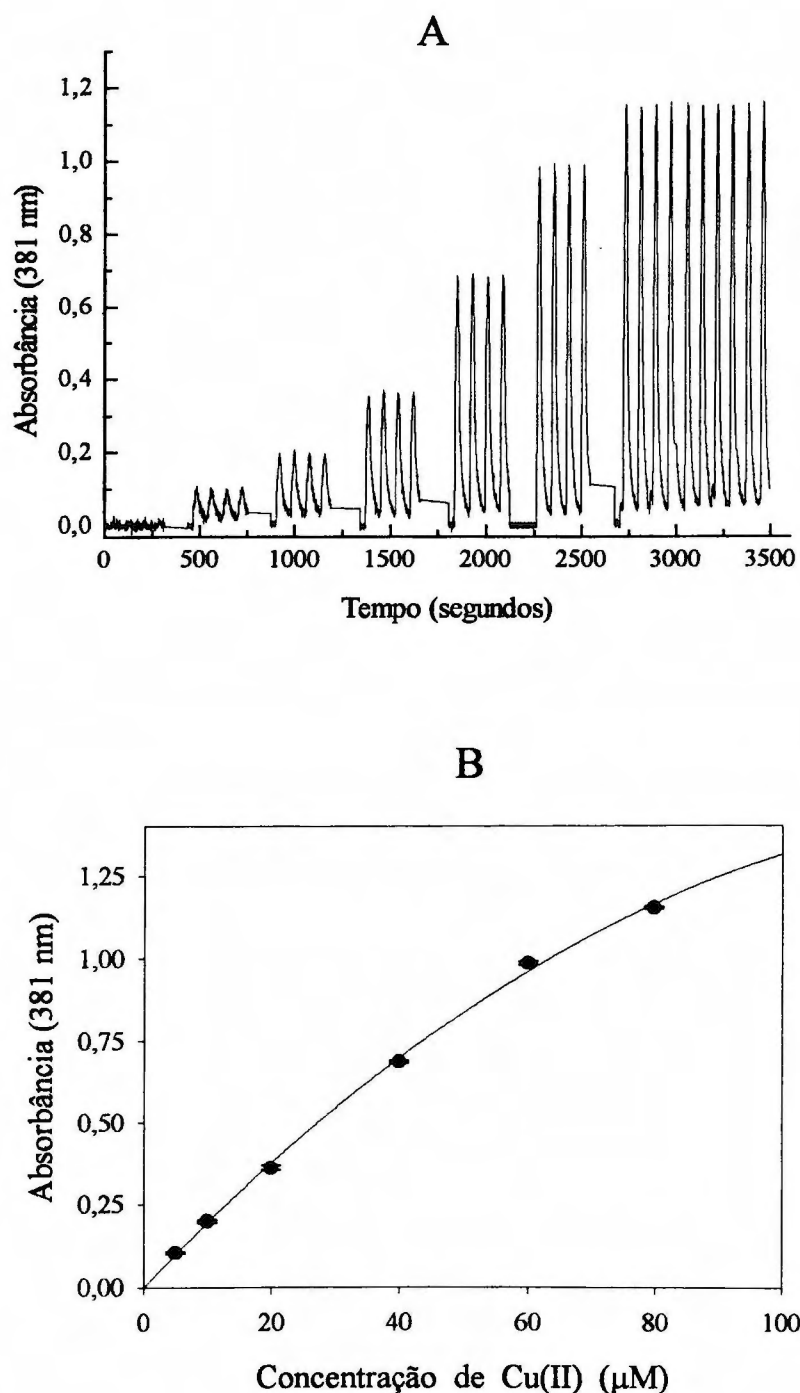 A
Absorbância (381 nm)
1,2
1,0
0,8
0,6
0,4
0,2
0,0
0 500 1000 1500 2000 2500 3000 3500
Tempo (segundos)
B
Absorbância (381 nm)
1,25
1,00
0,75
0,50
0,25
0,00
0 20 40 60 80 100
Concentração de Cu(II) (μM)